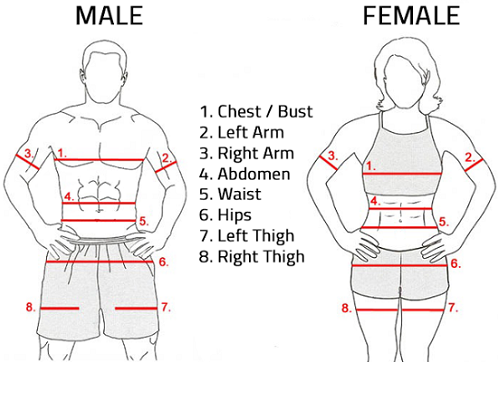 MALE
FEMALE
1. Chest / Bust
2. Left Arm
3. Right Arm
4. Abdomen
5. Waist
6. Hips
7. Left Thigh
8. Right Thigh
3.
1.
2.
4.
5.
6.
8.
7.
3.
1.
2.
4.
5.
6.
8.
7.